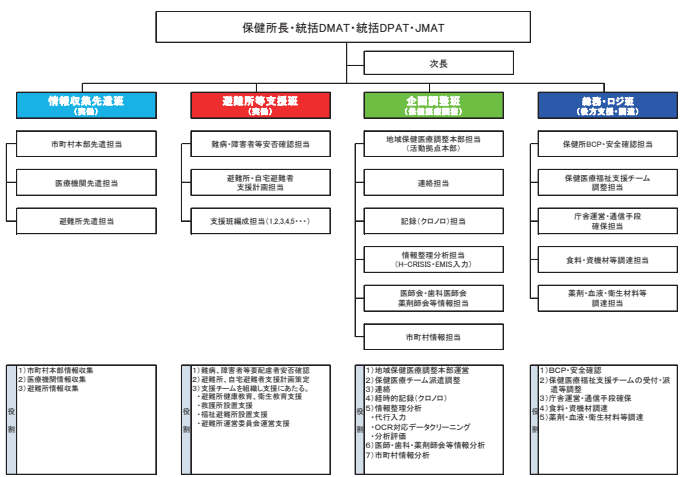 保健所長・統括DMAT・統括DPAT・JMAT
次長
情報収集先遣班
(実働)
市町村本部先遣担当
医療機関先遣担当
避難所先遣担当
避難所等支援班
(実働)
難病・障害者等安否確認担当
避難所・自宅避難者
支援計画担当
支援班編成担当(1,2,3,4,5・・・)
企画調整班
(保健医療調整)
地域保健医療調整本部担当
(活動拠点本部)
連絡担当
記録(クロノロ)担当
情報整理分析担当
(H-CRISIS・EMIS入力)
医師会・歯科医師会
薬剤師会等情報担当
市町村情報担当
総務・ロジ班
(後方支援・調達)
保健所BCP・安全確認担当
保健医療福祉支援チーム
調整担当
庁舎運営・通信手段
確保担当
食料・資機材等調達担当
薬剤・血液・衛生材料等
調達担当
役割
1)市町村本部情報収集
2)医療機関情報収集
3)避難所情報収集
役割
1)難病、障害者等要配慮者安否確認
2)避難所、自宅避難者支援計画策定
3)支援チームを組織し支援にあたる。
・避難所健康教育、衛生教育支援
・救護所設置支援
・福祉避難所設置支援
・避難所運営委員会運営支援
役割
1)地域保健医療調整本部運営
2)保健医療チーム派遣調整
3)連絡
4)経時的記録(クロノロ)
5)情報整理分析
・代行入力
・OCR対応データクリーニング
・分析評価
6)医師・歯科・薬剤師会等情報分析
7)市町村情報分析
役割
1)BCP・安全確認
2)保健医療福祉支援チームの受付・派
遣等調整
3)庁舎運営・通信手段確保
4)食料・資機材調達
5)薬剤・血液・衛生材料等調達